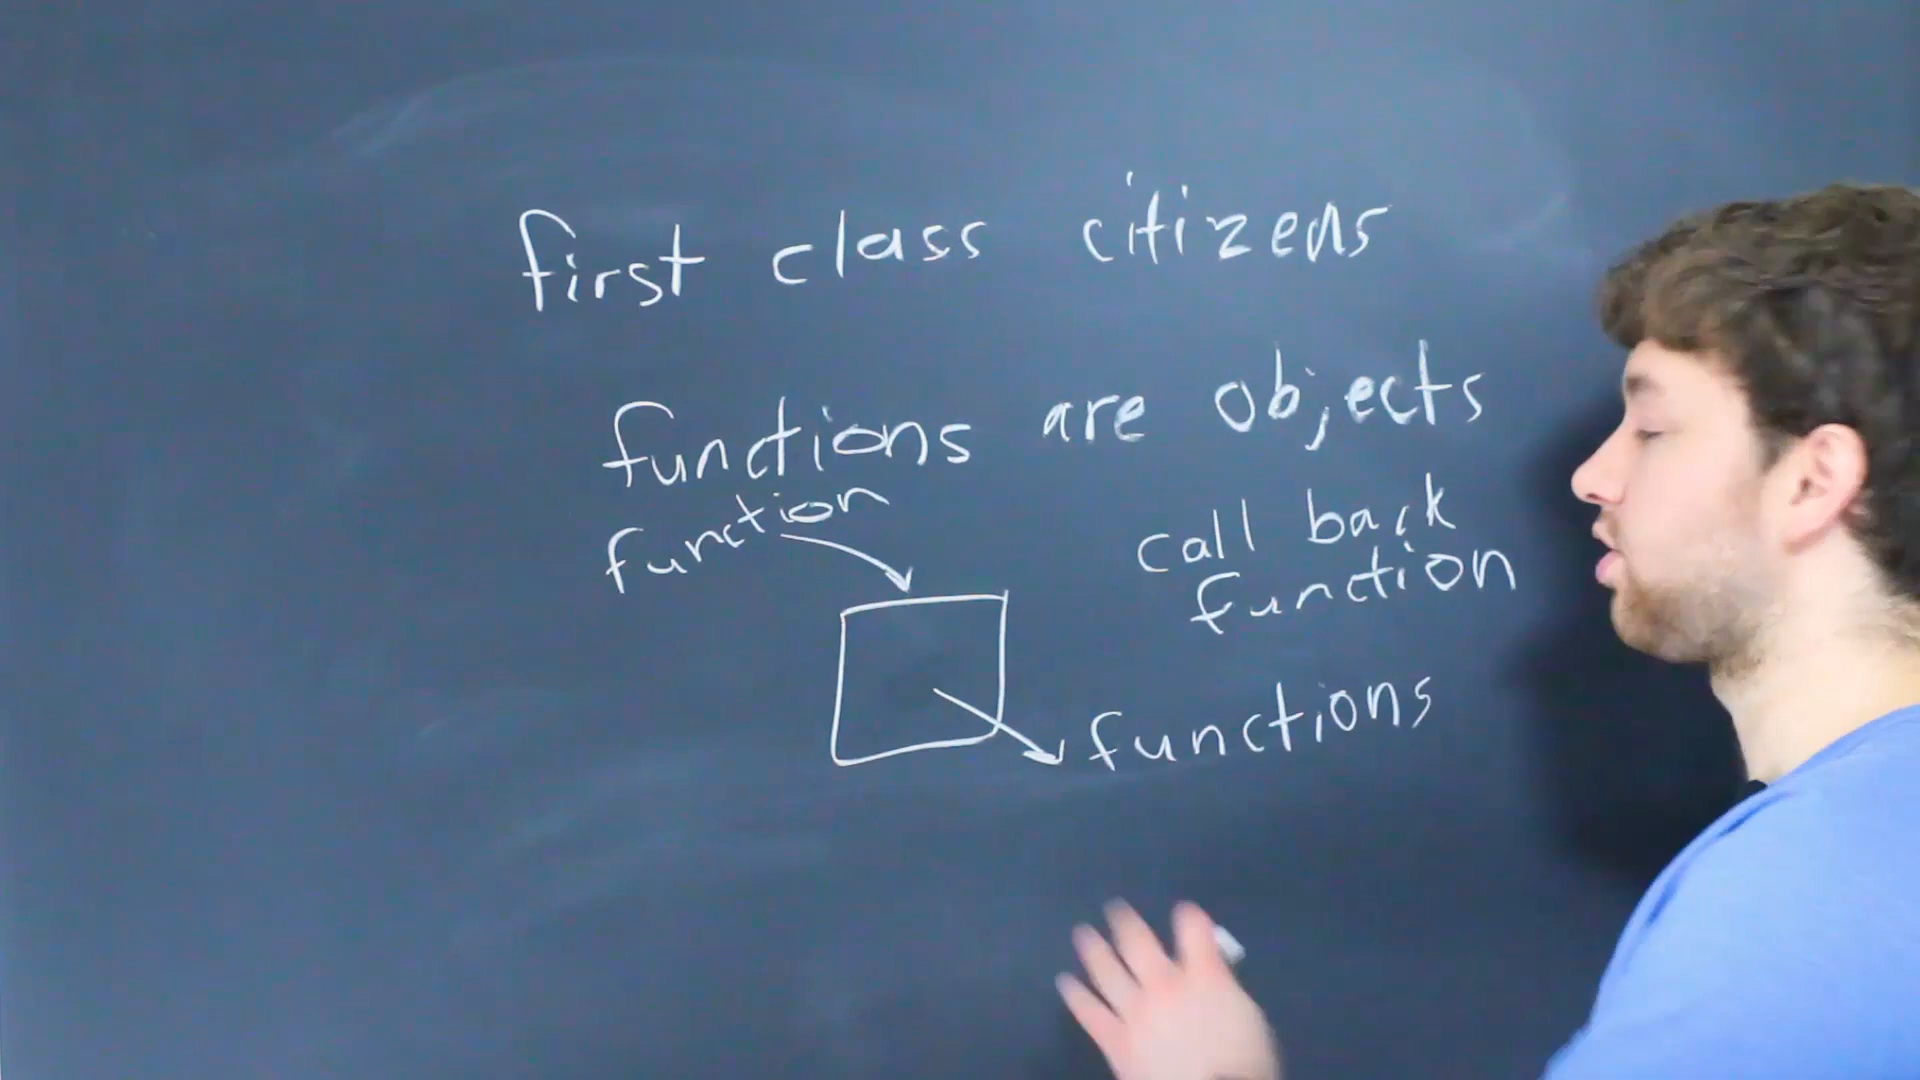 first class citizens
functions are objects
function
call back
function
functions